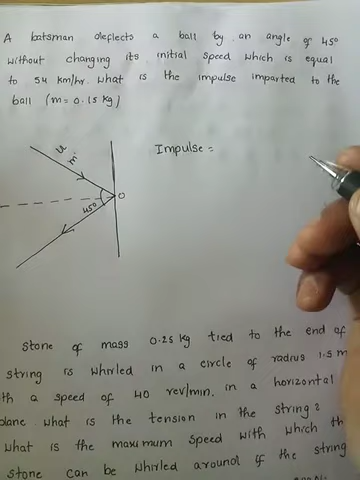 A batsman deflects a ball by an angle of 45°
without changing its initial speed which is equal
to 54 km/hr. what is the impulse imparted to the
ball (m = 0.15 kg)
Impulse =
u
m
O
45°
stone of mass 0.25 kg tied to the end of
string is whirled in a circle of radius 1.5 m
th a speed of 40 rev/min. in a horizontal
plane. what is the tension in the string?
what is the maximum speed with which th
stone can be whirled around if the string